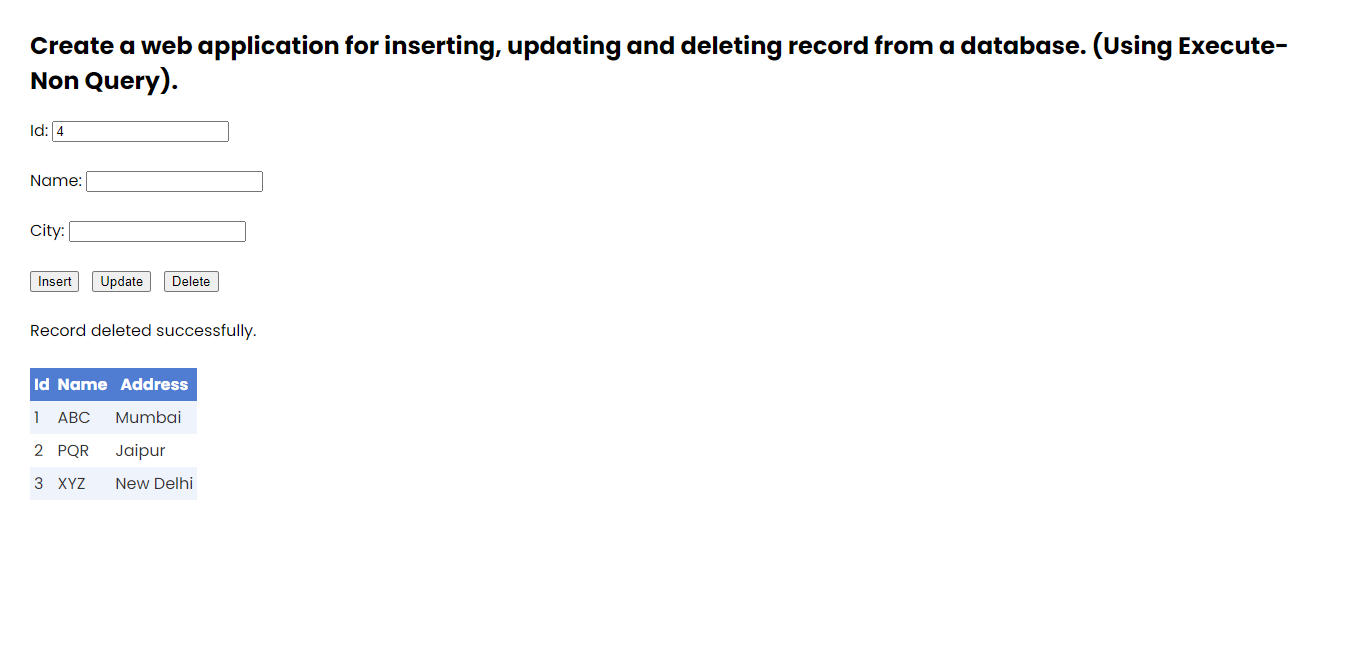 Create a web application for inserting, updating and deleting record from a database. (Using Execute-
Non Query).
Id: 4
Name:
City:
Insert Update Delete
Record deleted successfully.
Id Name Address
1 ABC Mumbai
2 PQR Jaipur
3 XYZ New Delhi